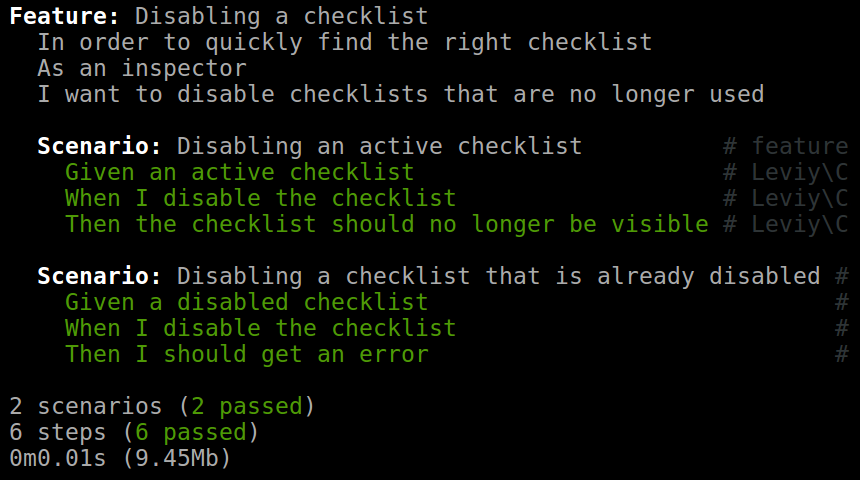 Feature: Disabling a checklist
In order to quickly find the right checklist
As an inspector
I want to disable checklists that are no longer used
Scenario: Disabling an active checklist # feature
Given an active checklist # Leviy\C
When I disable the checklist # Leviy\C
Then the checklist should no longer be visible # Leviy\C
Scenario: Disabling a checklist that is already disabled #
Given a disabled checklist #
When I disable the checklist #
Then I should get an error #
2 scenarios (2 passed)
6 steps (6 passed)
0m0.01s (9.45Mb)